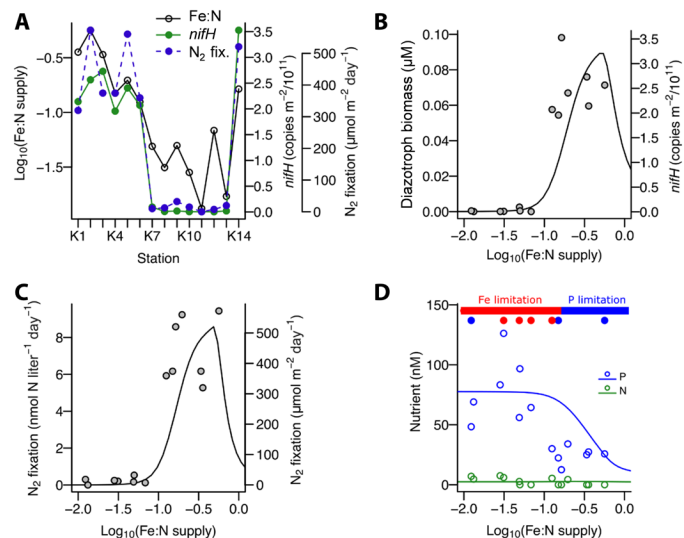 A
Fe:N
nifH
N2 fix.
Log10(Fe:N supply)
−0.5
−1.0
−1.5
3.5
3.0
2.5
2.0
1.5
1.0
0.5
0.0
nifH (copies m−2/1011)
500
400
300
200
100
0
N2 fixation (μmol m−2 day−1)
K1 K4 K7 K10 K14
Station
B
Diazotroph biomass (μM)
0.10
0.08
0.06
0.04
0.02
0.00
3.5
3.0
2.5
2.0
1.5
1.0
0.5
0.0
nifH (copies m−2/1011)
−2.0 −1.5 −1.0 −0.5 0.0
Log10(Fe:N supply)
C
N2 fixation (nmol N liter−1 day−1)
8
6
4
2
0
500
400
300
200
100
0
N2 fixation (μmol m−2 day−1)
−2.0 −1.5 −1.0 −0.5 0.0
Log10(Fe:N supply)
D
Fe limitation P limitation
Nutrient (nM)
150
100
50
0
P
N
−2.0 −1.5 −1.0 −0.5 0.0
Log10(Fe:N supply)